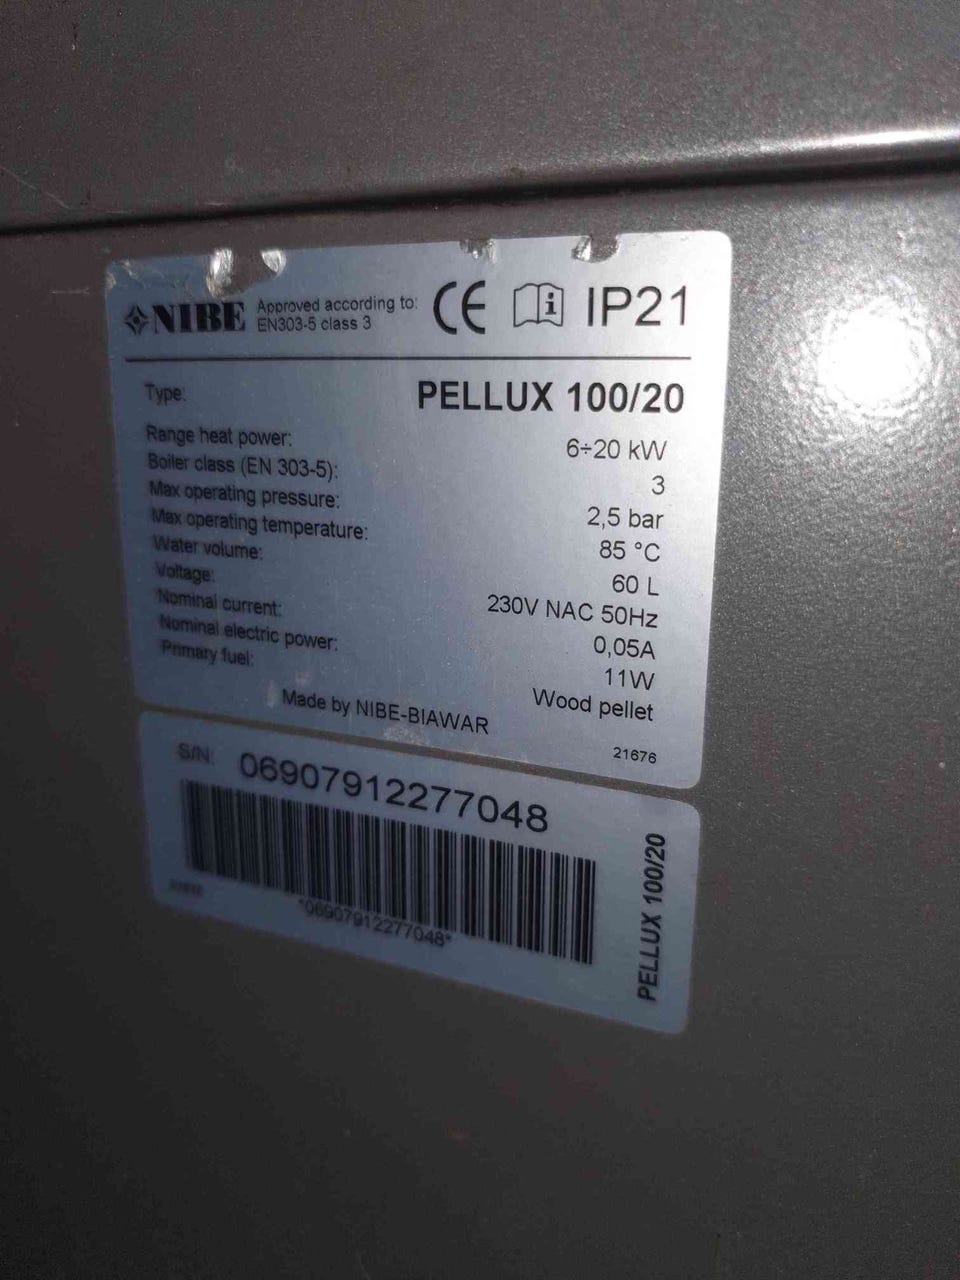 NIBE Approved according to: CE IP21
EN303-5 class 3
Type: PELLUX 100/20
Range heat power: 6÷20 kW
Boiler class (EN 303-5): 3
Max operating pressure: 2,5 bar
Max operating temperature: 85 °C
Water volume: 60 L
Voltage: 230V NAC 50Hz
Nominal current: 0,05A
Nominal electric power: 11W
Primary fuel: Wood pellet
Made by NIBE-BIAWAR
21676
S/N: 06907912277048
*06907912277048*
PELLUX 100/20